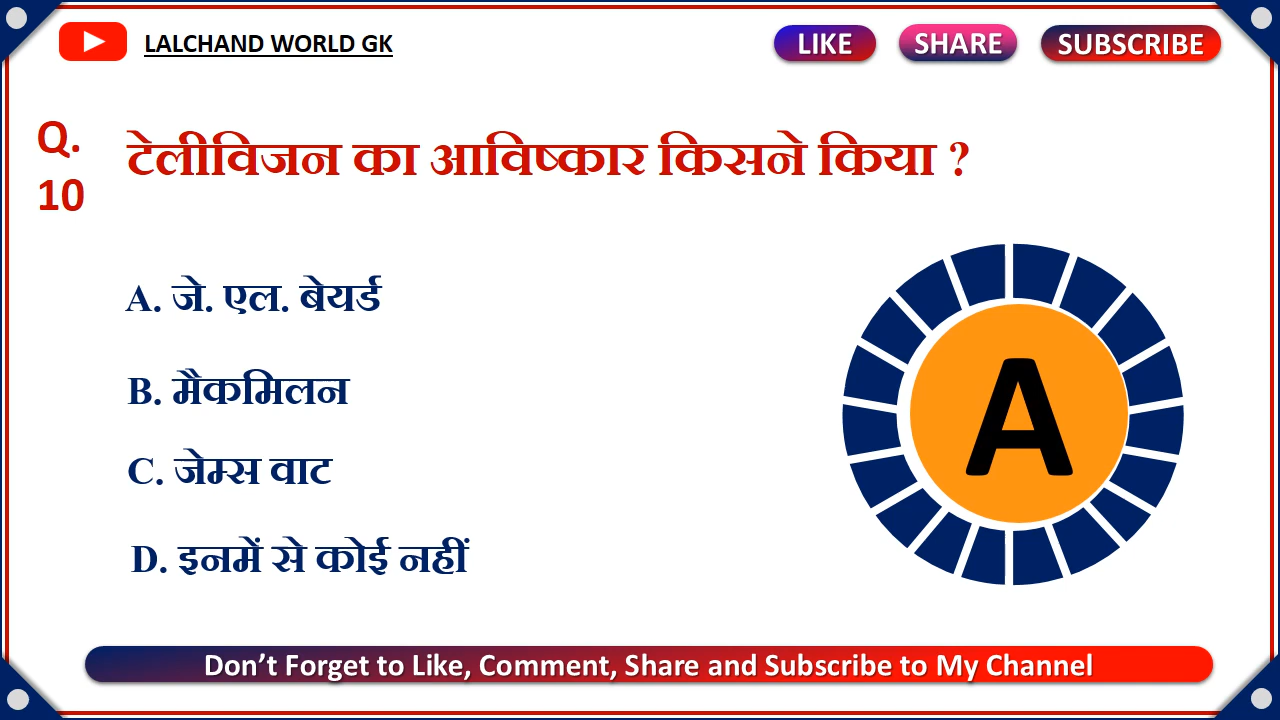 LALCHAND WORLD GK
LIKE SHARE SUBSCRIBE
Q. 10
टेलीविजन का आविष्कार किसने किया ?
A. जे. एल. बेयर्ड
B. मैकमिलन
C. जेम्स वाट
D. इनमें से कोई नहीं
A
Don’t Forget to Like, Comment, Share and Subscribe to My Channel